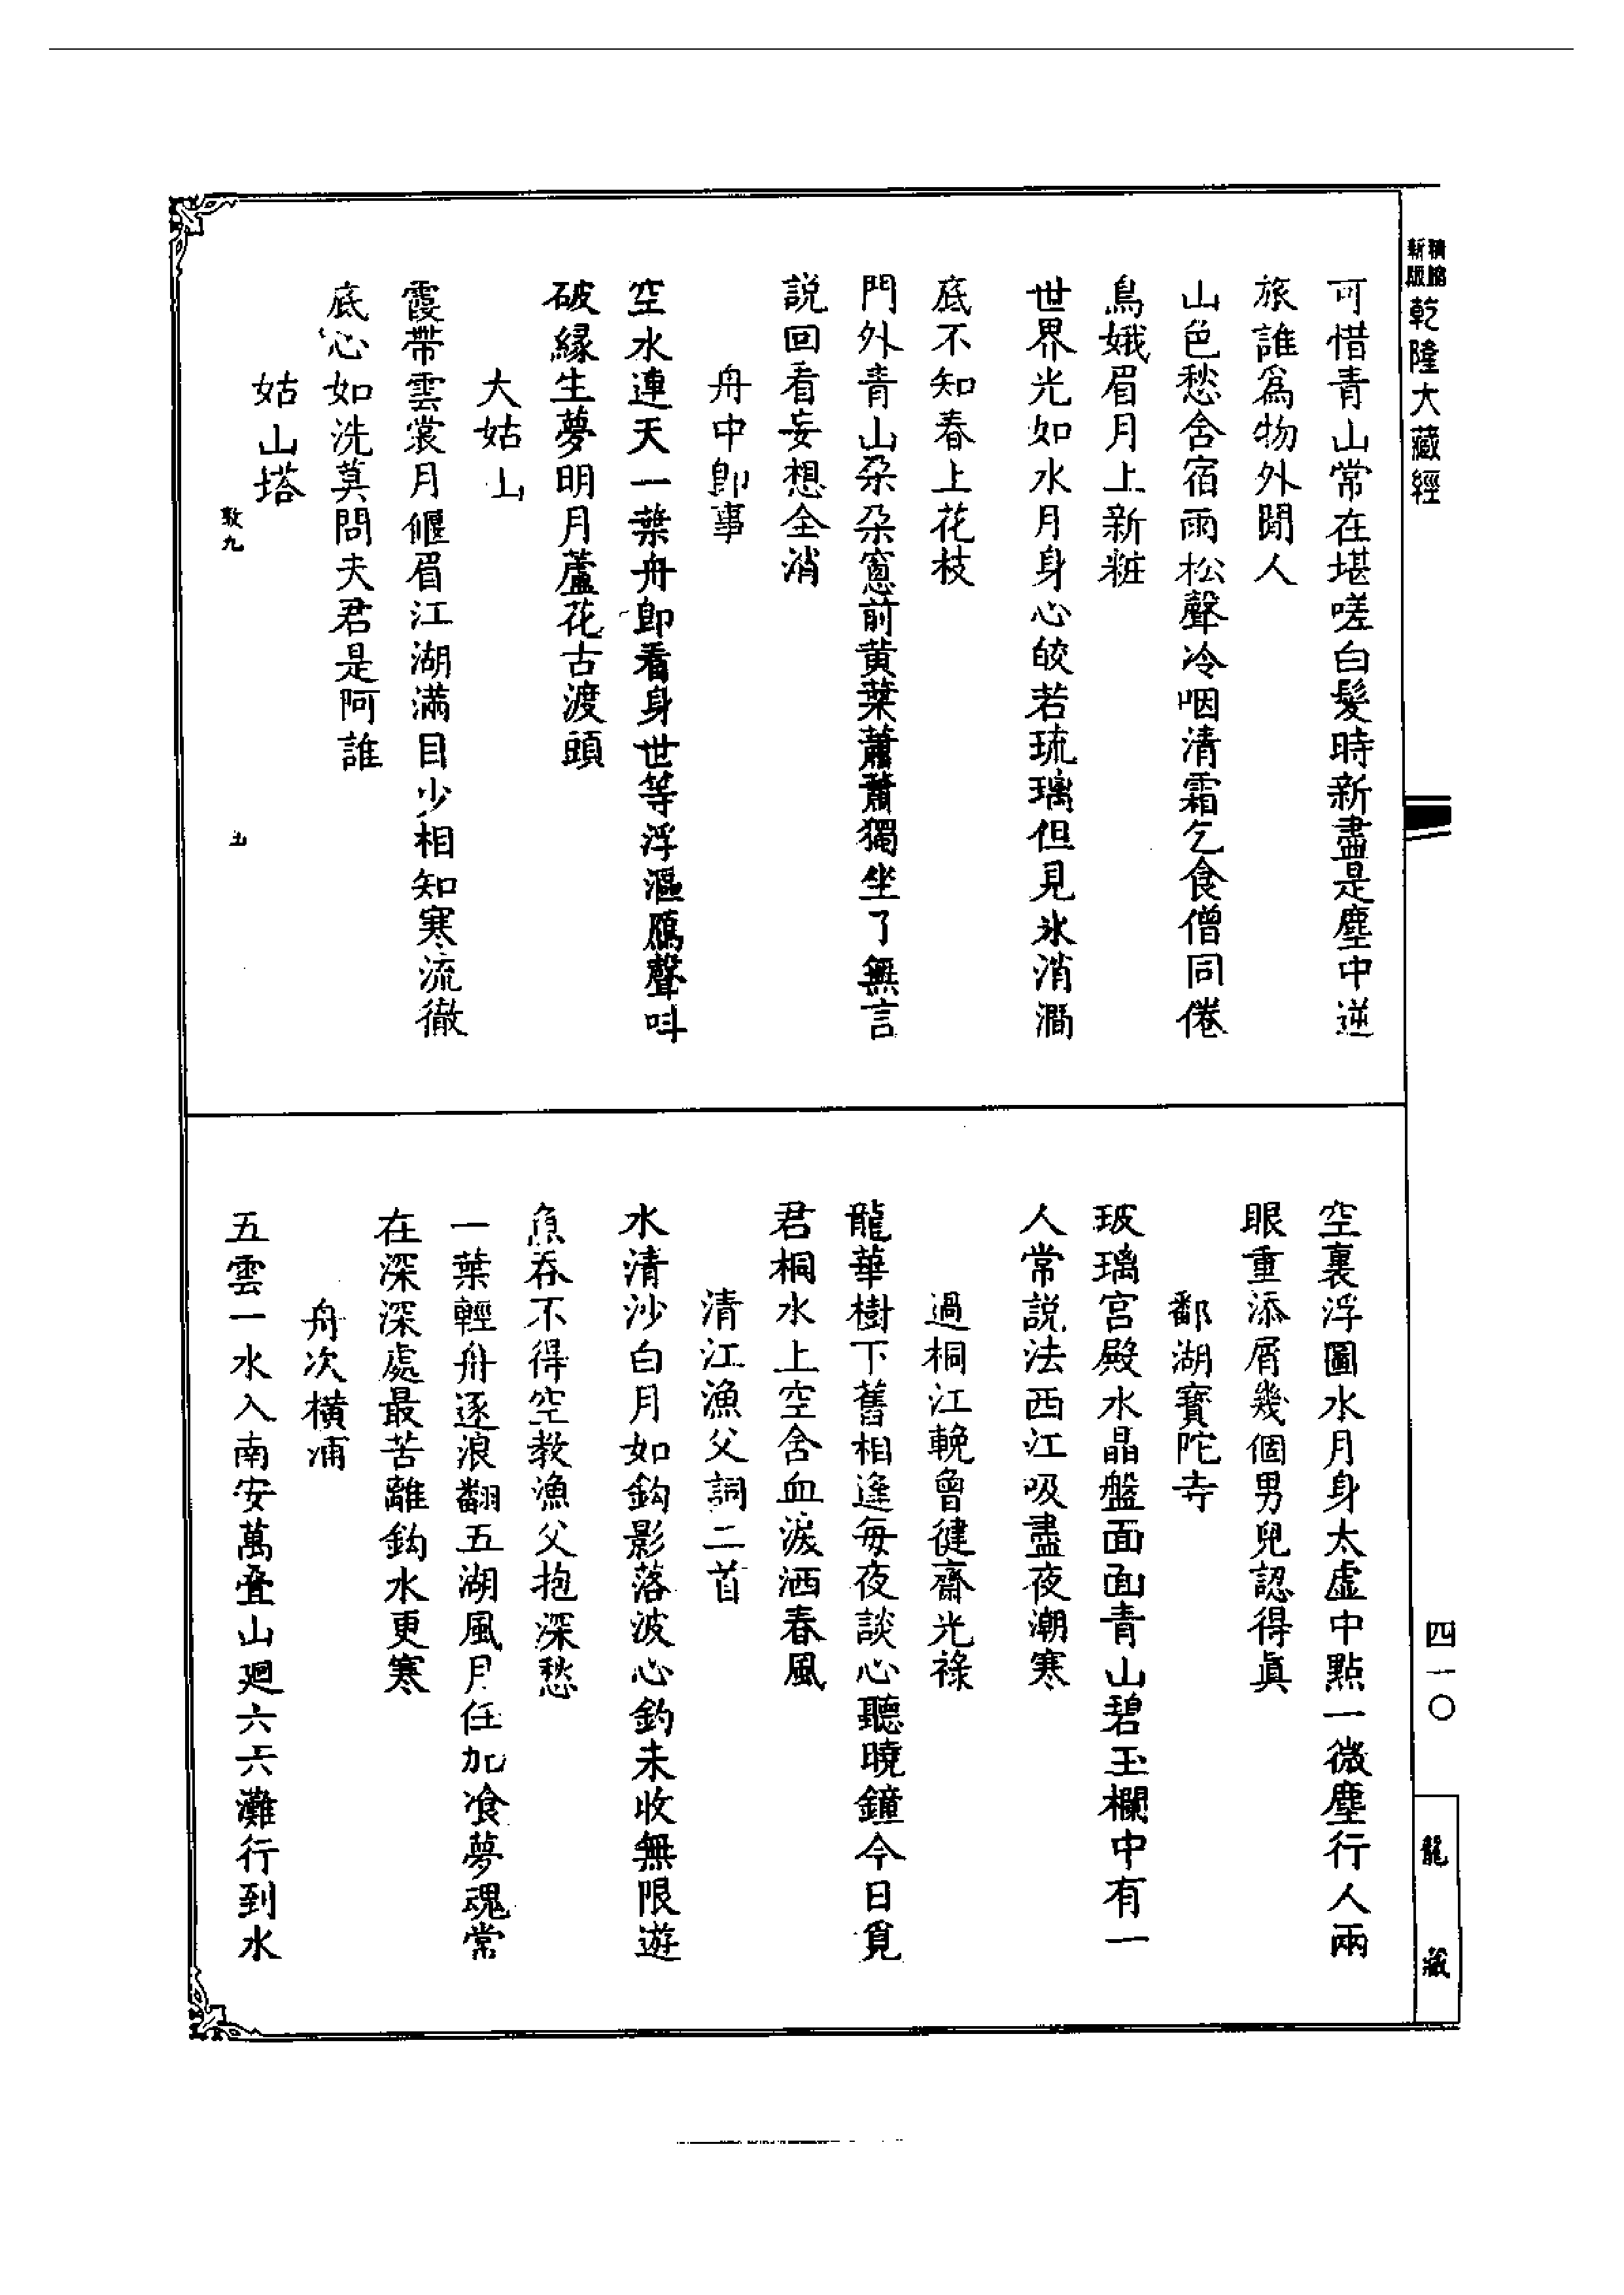 精縮新版乾隆大藏經
可惜青山常在堪嗟白髮時新盡是塵中逆
旅誰爲物外閒人
山色愁含宿雨松聲冷咽清霜乞食僧同倦
鳥娥眉月上新粧
世界光如水月身心皎若琉璃但見氷消澗
底不知春上花枝
門外青山朶朶窻前黄葉蕭蕭獨坐了無言
説回看妄想全消
舟中卽事
空水連天一葉舟卽看身世等浮漚鴈聲呌
破緣生夢明月蘆花古渡頭
大姑山
霞帶雲裳月偃眉江湖滿目少相知寒流徹
底心如洗莫問夫君是阿誰
姑山塔
敦九
五
空裏浮圖水月身太虛中點一微塵行人兩
眼重添屑幾個男兒認得眞
鄱湖寶陀寺
玻璃宫殿水晶盤面面青山碧玉欄中有一
人常説法西江吸盡夜潮寒
過桐江輓曾健齋光祿
龍華樹下舊相逢每夜談心聽曉鐘今日覓
君桐水上空含血淚洒春風
清江漁父詞二首
水清沙白月如鈎影落波心釣未收無限遊
魚吞不得空教漁父抱深愁
一葉輕舟逐浪翻五湖風月任加飡夢魂常
在深深處最苦離鈎水更寒
舟次橫浦
五雲一水入南安萬疊山廻六六灘行到水
四一〇
龍藏